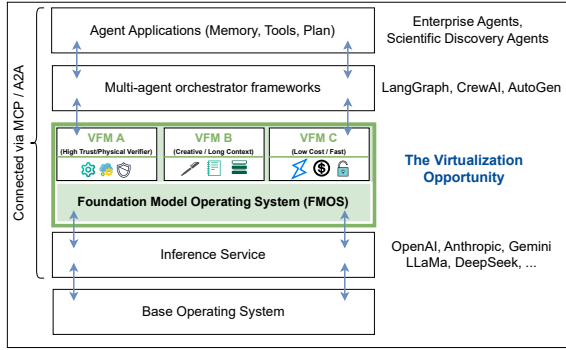 Connected via MCP / A2A
Agent Applications (Memory, Tools, Plan)
Enterprise Agents,
Scientific Discovery Agents
Multi-agent orchestrator frameworks
LangGraph, CrewAI, AutoGen
VFM A
(High Trust/Physical Verifier)
VFM B
(Creative / Long Context)
VFM C
(Low Cost / Fast)
The Virtualization
Opportunity
Foundation Model Operating System (FMOS)
Inference Service
OpenAI, Anthropic, Gemini
LLaMa, DeepSeek, ...
Base Operating System